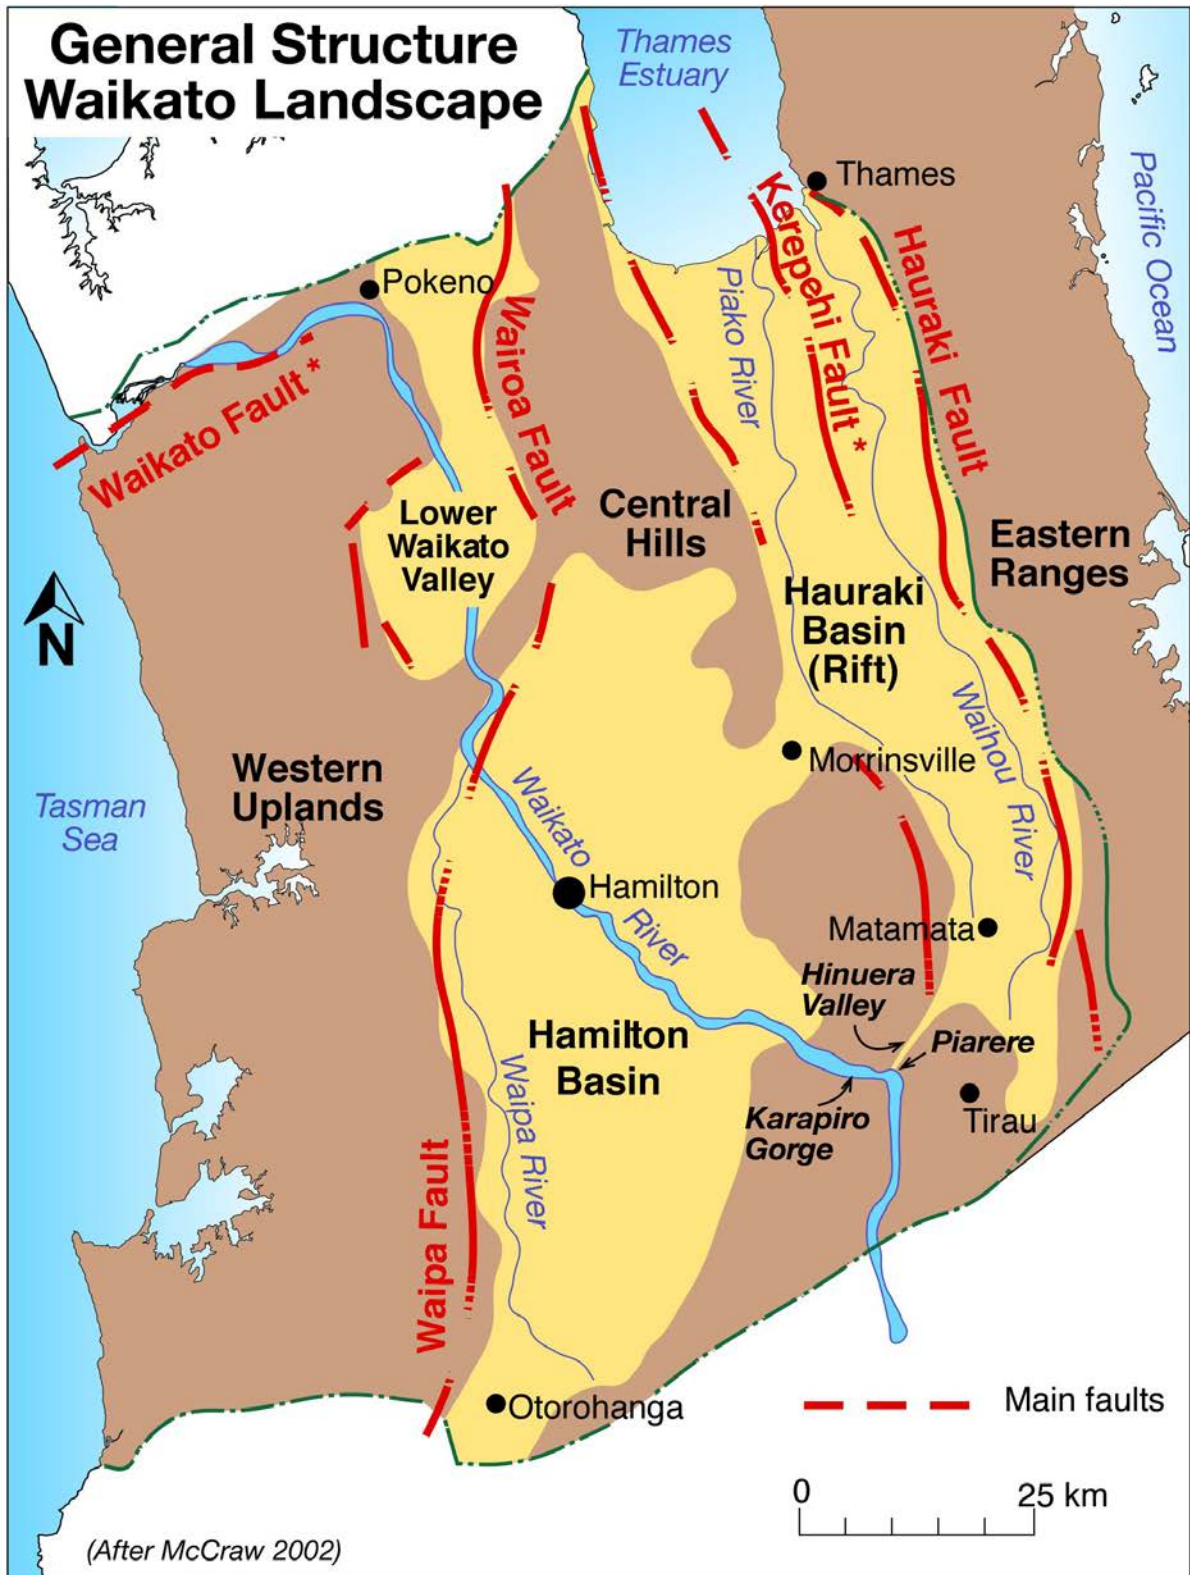 General Structure
Waikato Landscape
Thames
Estuary
Thames
Pacific Ocean
Kerepehi Fault *
Hauraki Fault
Pokeno
Piako River
Wairoa Fault
Waikato Fault *
Lower
Waikato
Valley
Central
Hills
Eastern
Ranges
Hauraki
Basin
(Rift)
N
Waihou River
Morrinsville
Western
Uplands
Tasman
Sea
Waikato
River
Hamilton
Matamata
Hinuera
Valley
Piarere
Hamilton
Basin
Waipa River
Karapiro
Gorge
Tirau
Waipa Fault
Otorohanga
Main faults
0 25 km
(After McCraw 2002)